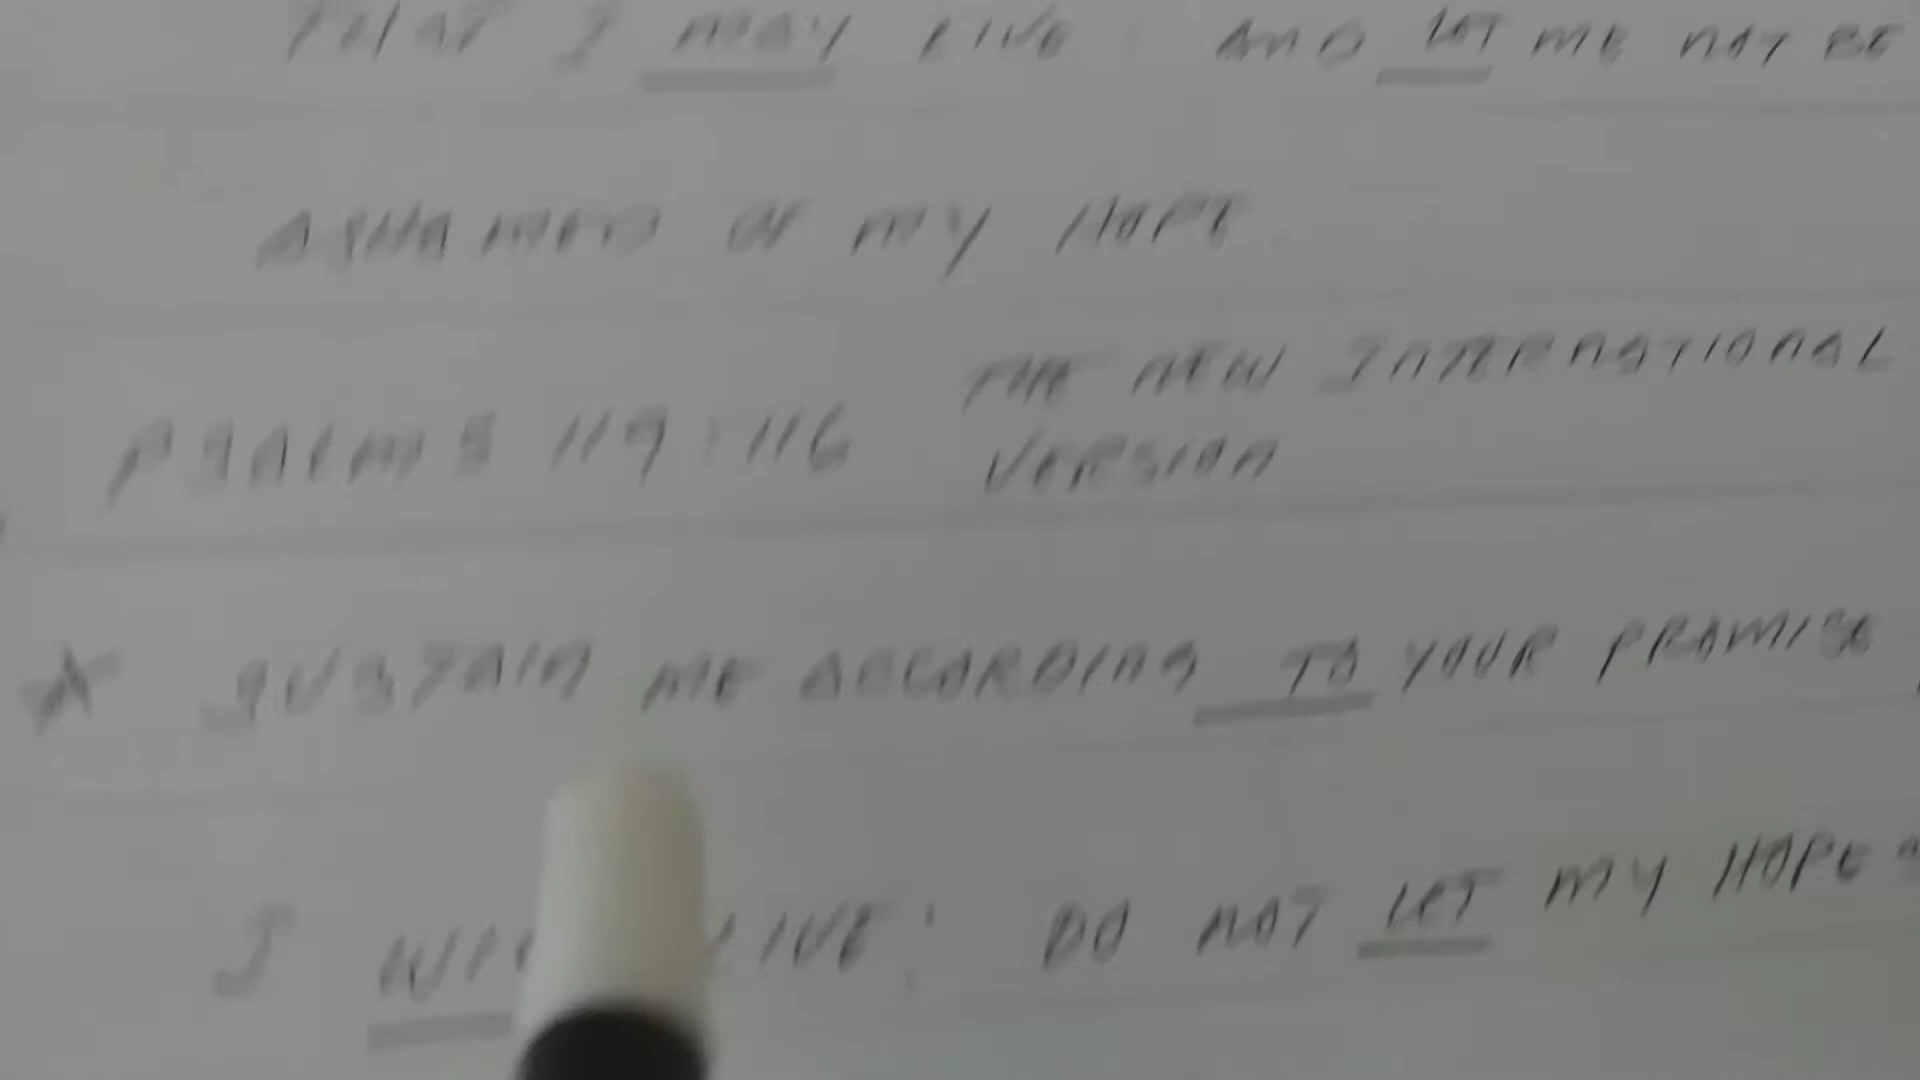 THAT I MAY LIVE: AND LET ME NOT BE
ASHAMED OF MY HOPE
PSALMS 119:116 THE NEW INTERNATIONAL
VERSION
X SUSTAIN ME ACCORDING TO YOUR PROMISE
I LIVE; DO NOT LET MY HOPE